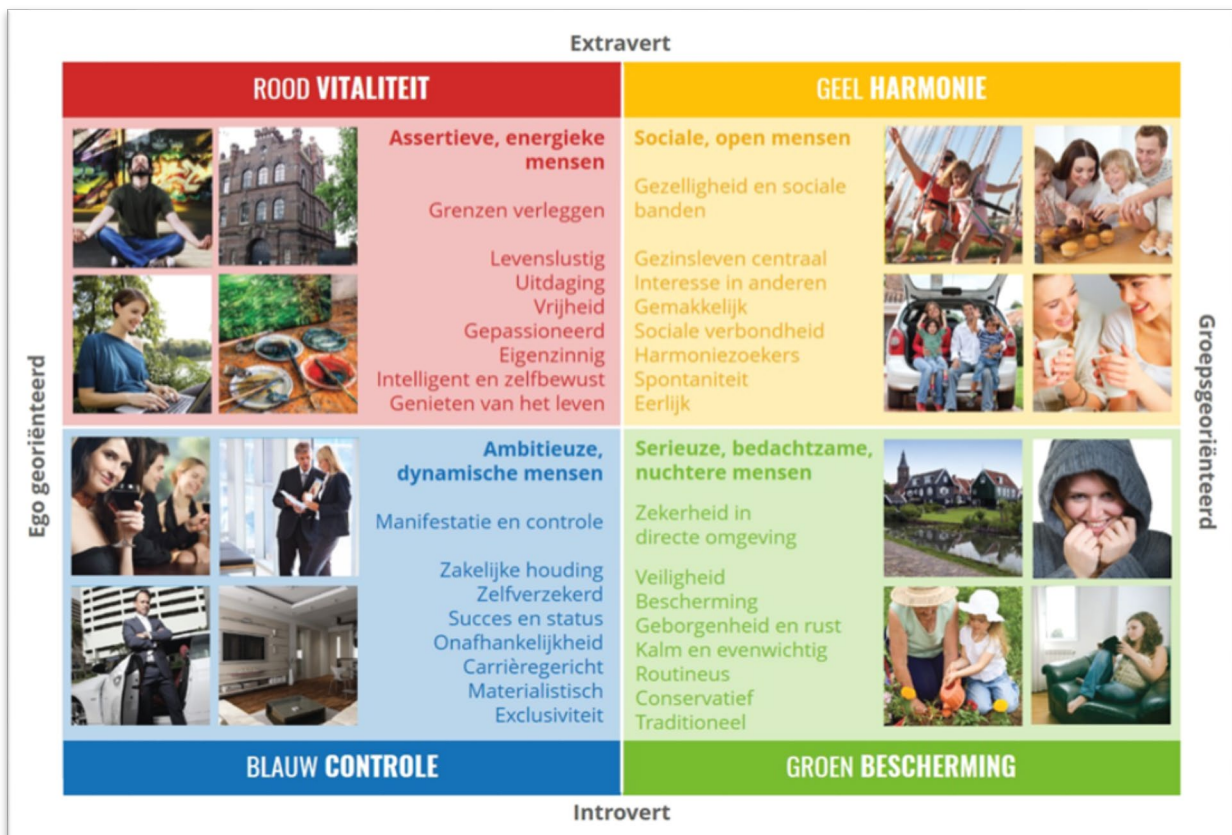 Extravert
ROOD VITALITEIT
GEEL HARMONIE
Assertieve, energieke
mensen
Grenzen verleggen
Levenslustig
Uitdaging
Vrijheid
Gepassioneerd
Eigenzinnig
Intelligent en zelfbewust
Genieten van het leven
Sociale, open mensen
Gezelligheid en sociale
banden
Gezinsleven centraal
Interesse in anderen
Gemakkelijk
Sociale verbondheid
Harmoniezoekers
Spontaniteit
Eerlijk
Ego georiënteerd
Groepsgeoriënteerd
Ambitieuze,
dynamische mensen
Manifestatie en controle
Zakelijke houding
Zelfverzekerd
Succes en status
Onafhankelijkheid
Carrièregericht
Materialistisch
Exclusiviteit
Serieuze, bedachtzame,
nuchtere mensen
Zekerheid in
directe omgeving
Veiligheid
Bescherming
Geborgenheid en rust
Kalm en evenwichtig
Routineus
Conservatief
Traditioneel
BLAUW CONTROLE
GROEN BESCHERMING
Introvert